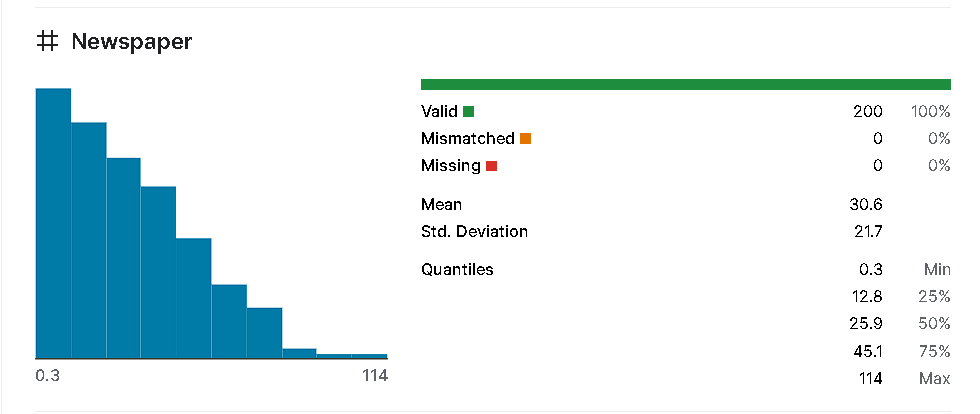 Newspaper
Valid 200 100%
Mismatched 0 0%
Missing 0 0%
Mean 30.6
Std. Deviation 21.7
Quantiles 0.3 Min
12.8 25%
25.9 50%
45.1 75%
114 Max
0.3 114